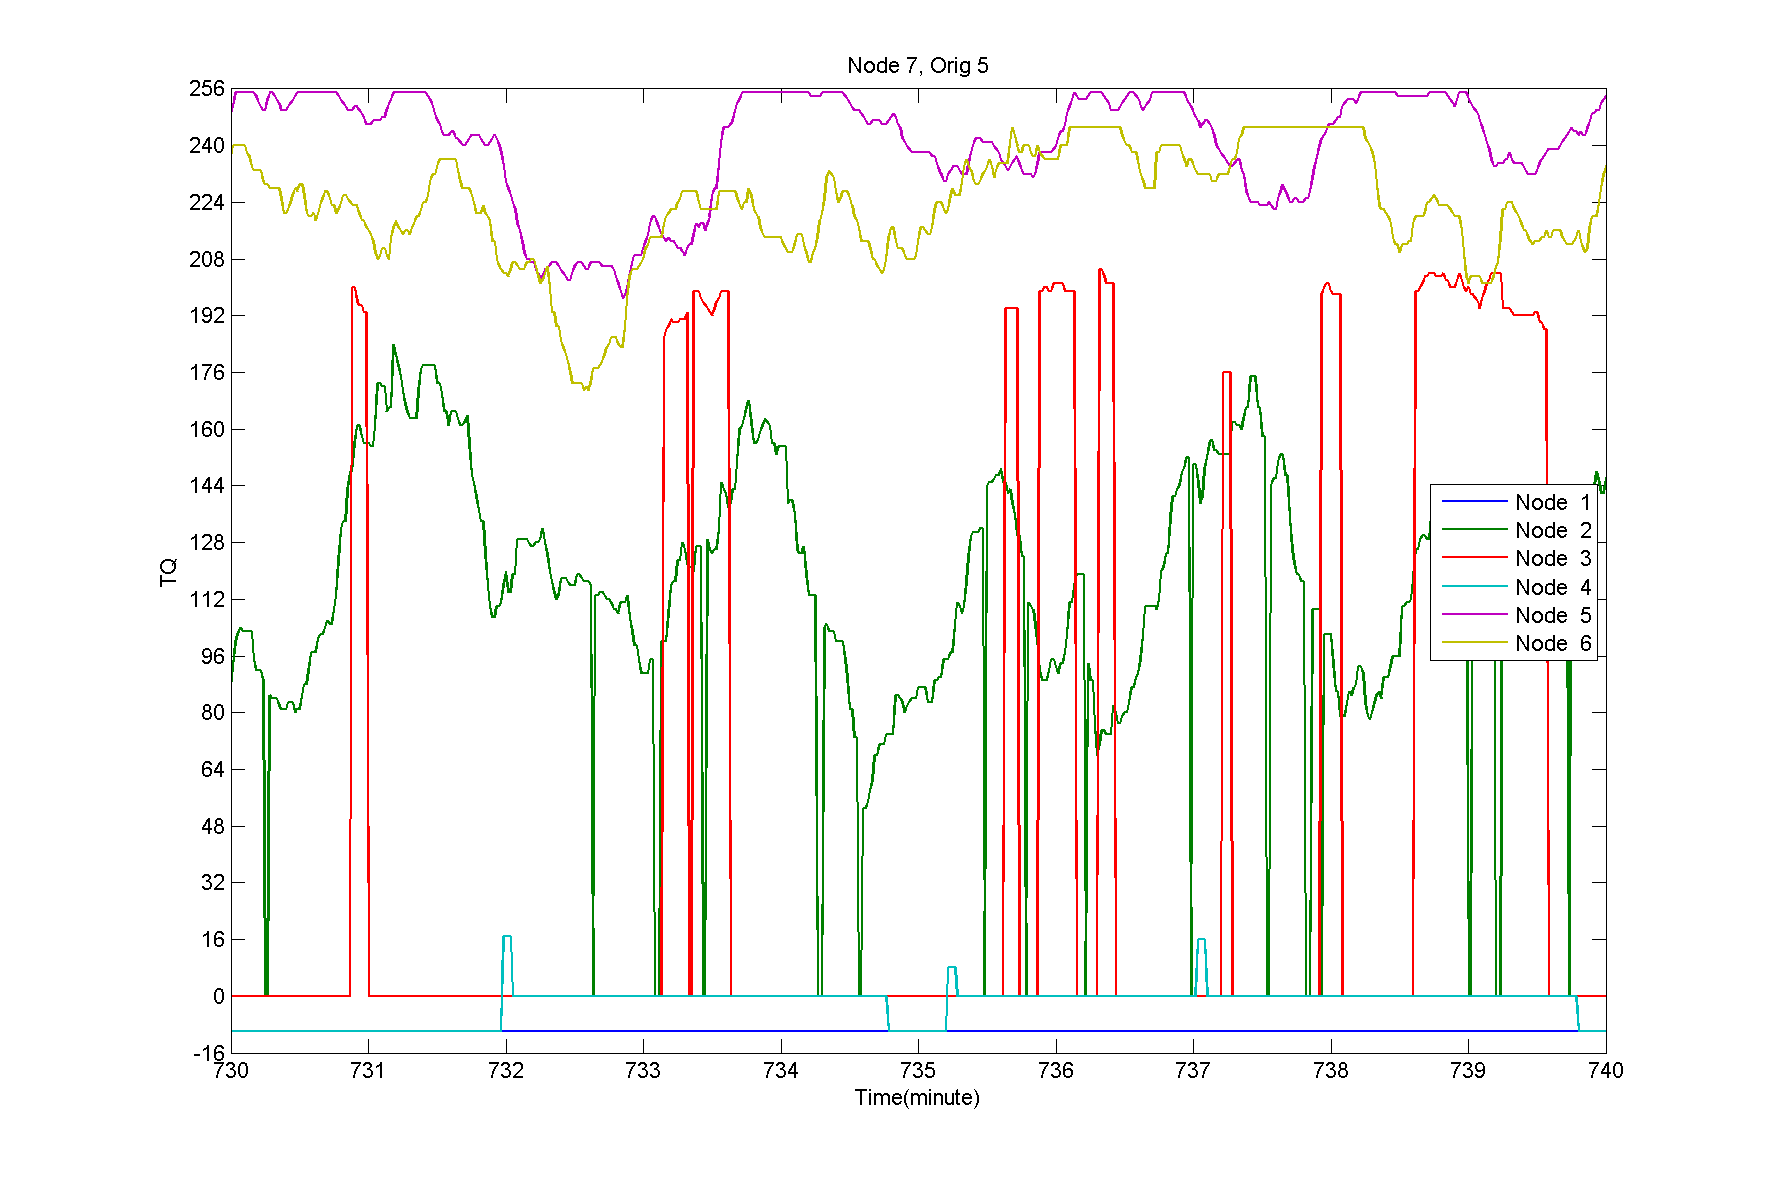 Node 7, Orig 5
256
240
224
208
192
176
160
144
128
112
96
80
64
48
32
16
0
-16
TQ
Node 1
Node 2
Node 3
Node 4
Node 5
Node 6
730 731 732 733 734 735 736 737 738 739 740
Time(minute)